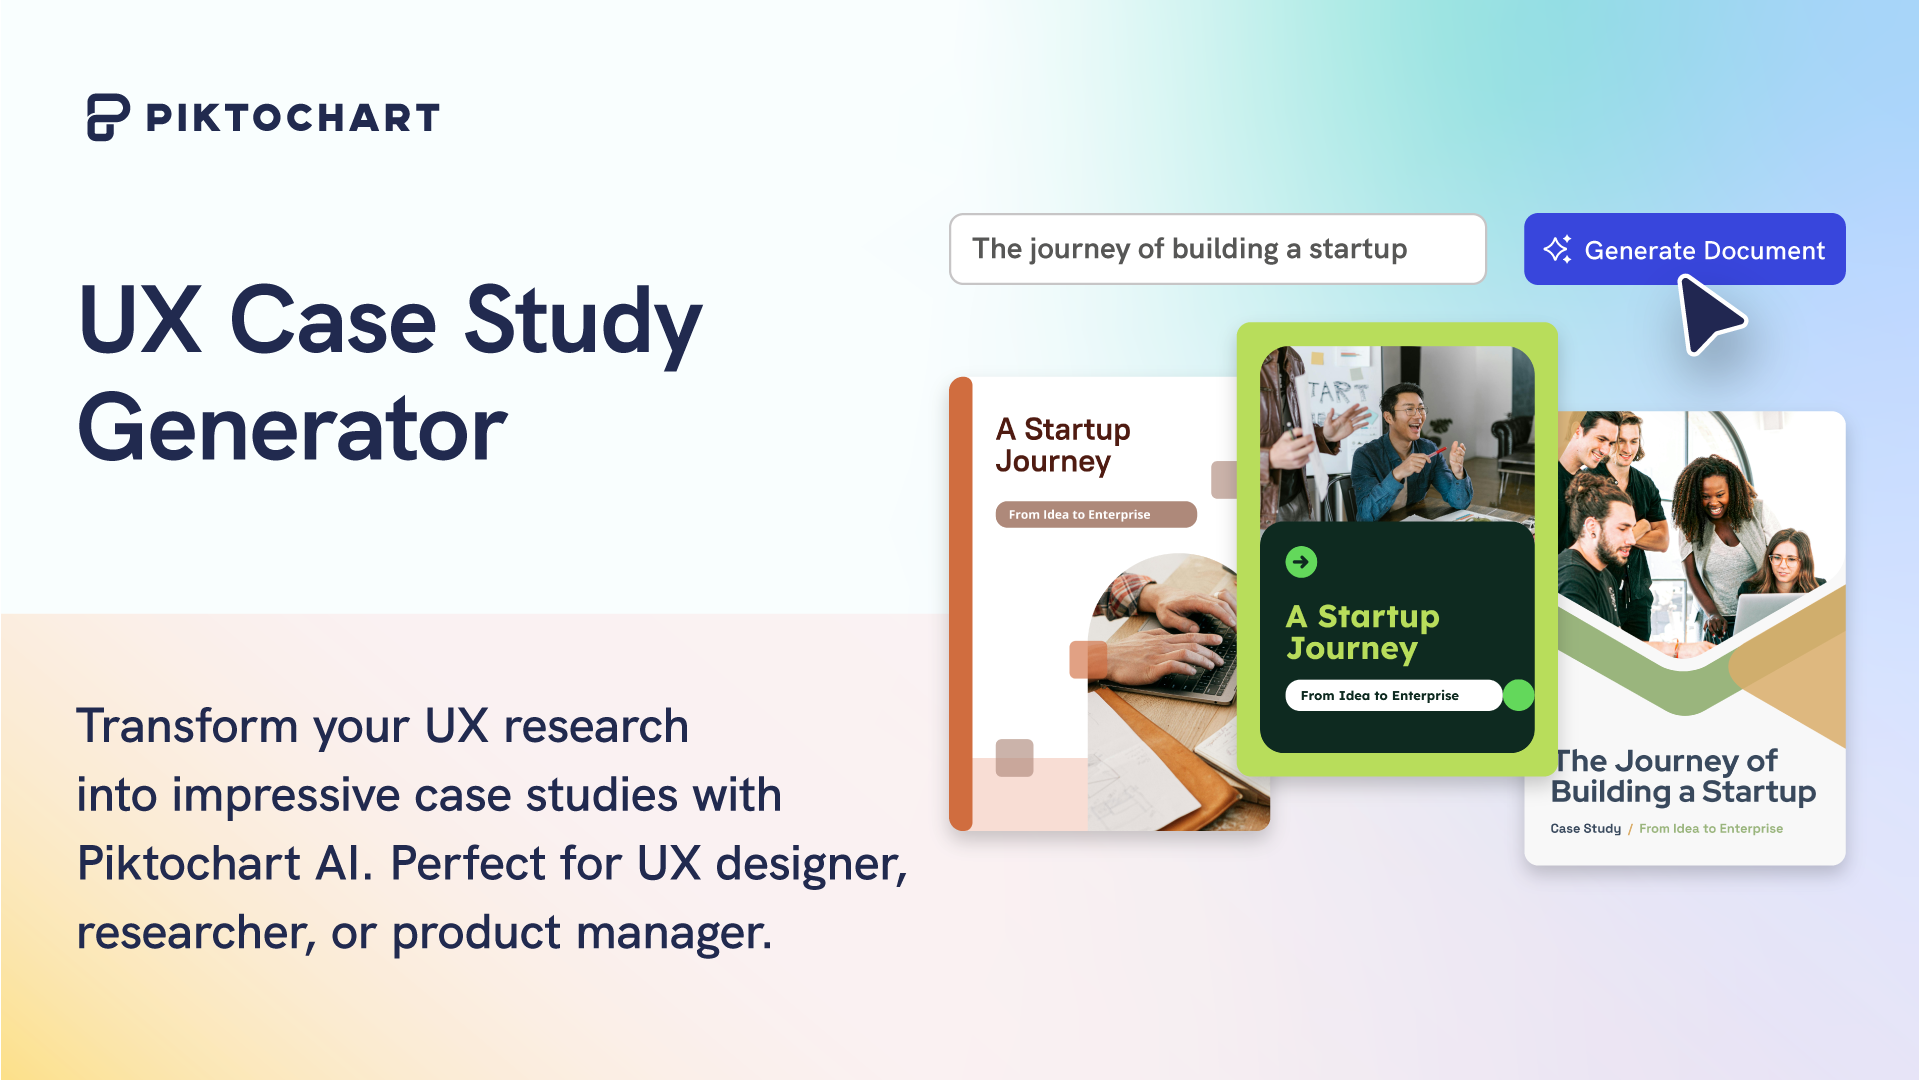 PIKTOCHART
UX Case Study
Generator
Transform your UX research
into impressive case studies with
Piktochart AI. Perfect for UX designer,
researcher, or product manager.
The journey of building a startup
Generate Document
A Startup
Journey
From Idea to Enterprise
TART
A Startup
Journey
From Idea to Enterprise
The Journey of
Building a Startup
Case Study / From Idea to Enterprise